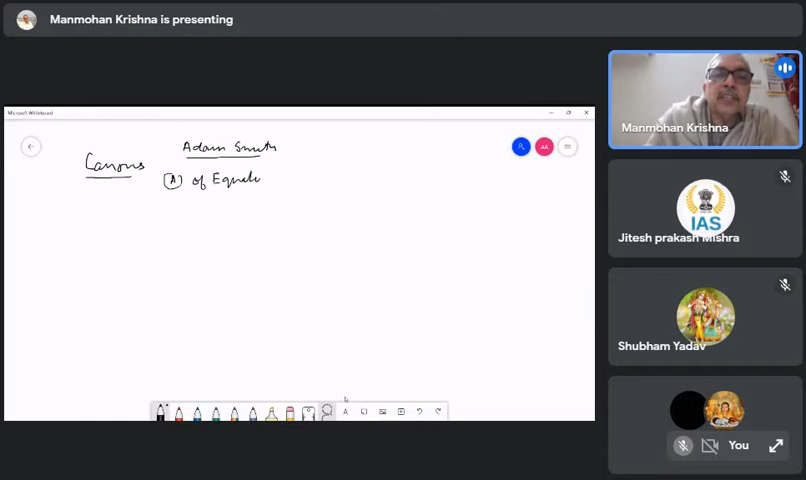 Manmohan Krishna is presenting
Microsoft Whiteboard
Adam Smith
Canons
(A) of Equali
AA
Manmohan Krishna
IAS
Jitesh prakash Mishra
Shubham Yadav
You